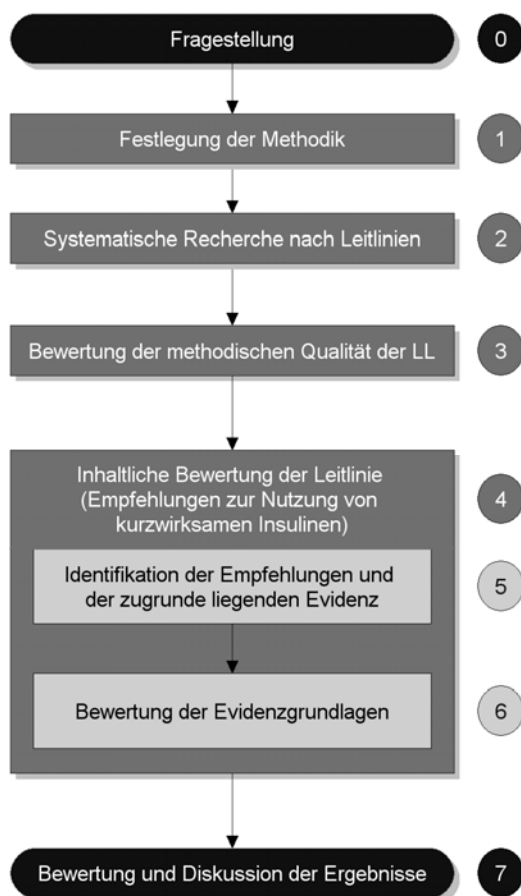 Fragestellung
0
Festlegung der Methodik
1
Systematische Recherche nach Leitlinien
2
Bewertung der methodischen Qualität der LL
3
Inhaltliche Bewertung der Leitlinie
(Empfehlungen zur Nutzung von
kurzwirksamen Insulinen)
4
Identifikation der Empfehlungen und
der zugrunde liegenden Evidenz
5
Bewertung der Evidenzgrundlagen
6
Bewertung und Diskussion der Ergebnisse
7